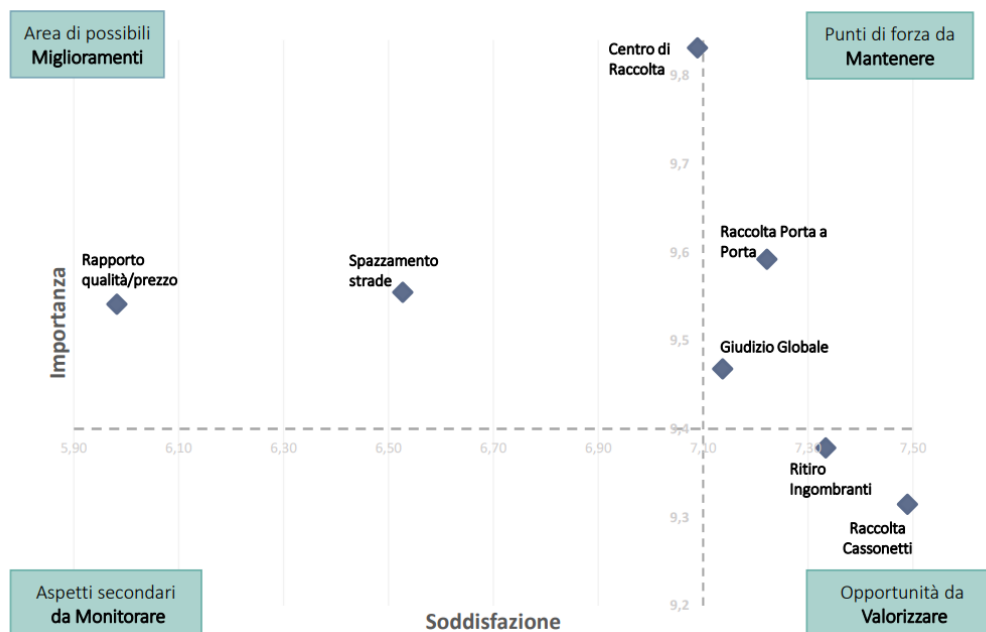 Area di possibili
Miglioramenti
Punti di forza da
Mantenere
Centro di
Raccolta
9,8
9,7
Raccolta Porta a
Porta
9,6
Rapporto
qualità/prezzo
Spazzamento
strade
Importanza
9,5
Giudizio Globale
9,4
5,90
6,10
6,30
6,50
6,70
6,90
7,10
7,30
7,50
Ritiro
Ingombranti
9,3
Raccolta
Cassonetti
Aspetti secondari
da Monitorare
9,2
Soddisfazione
Opportunità da
Valorizzare